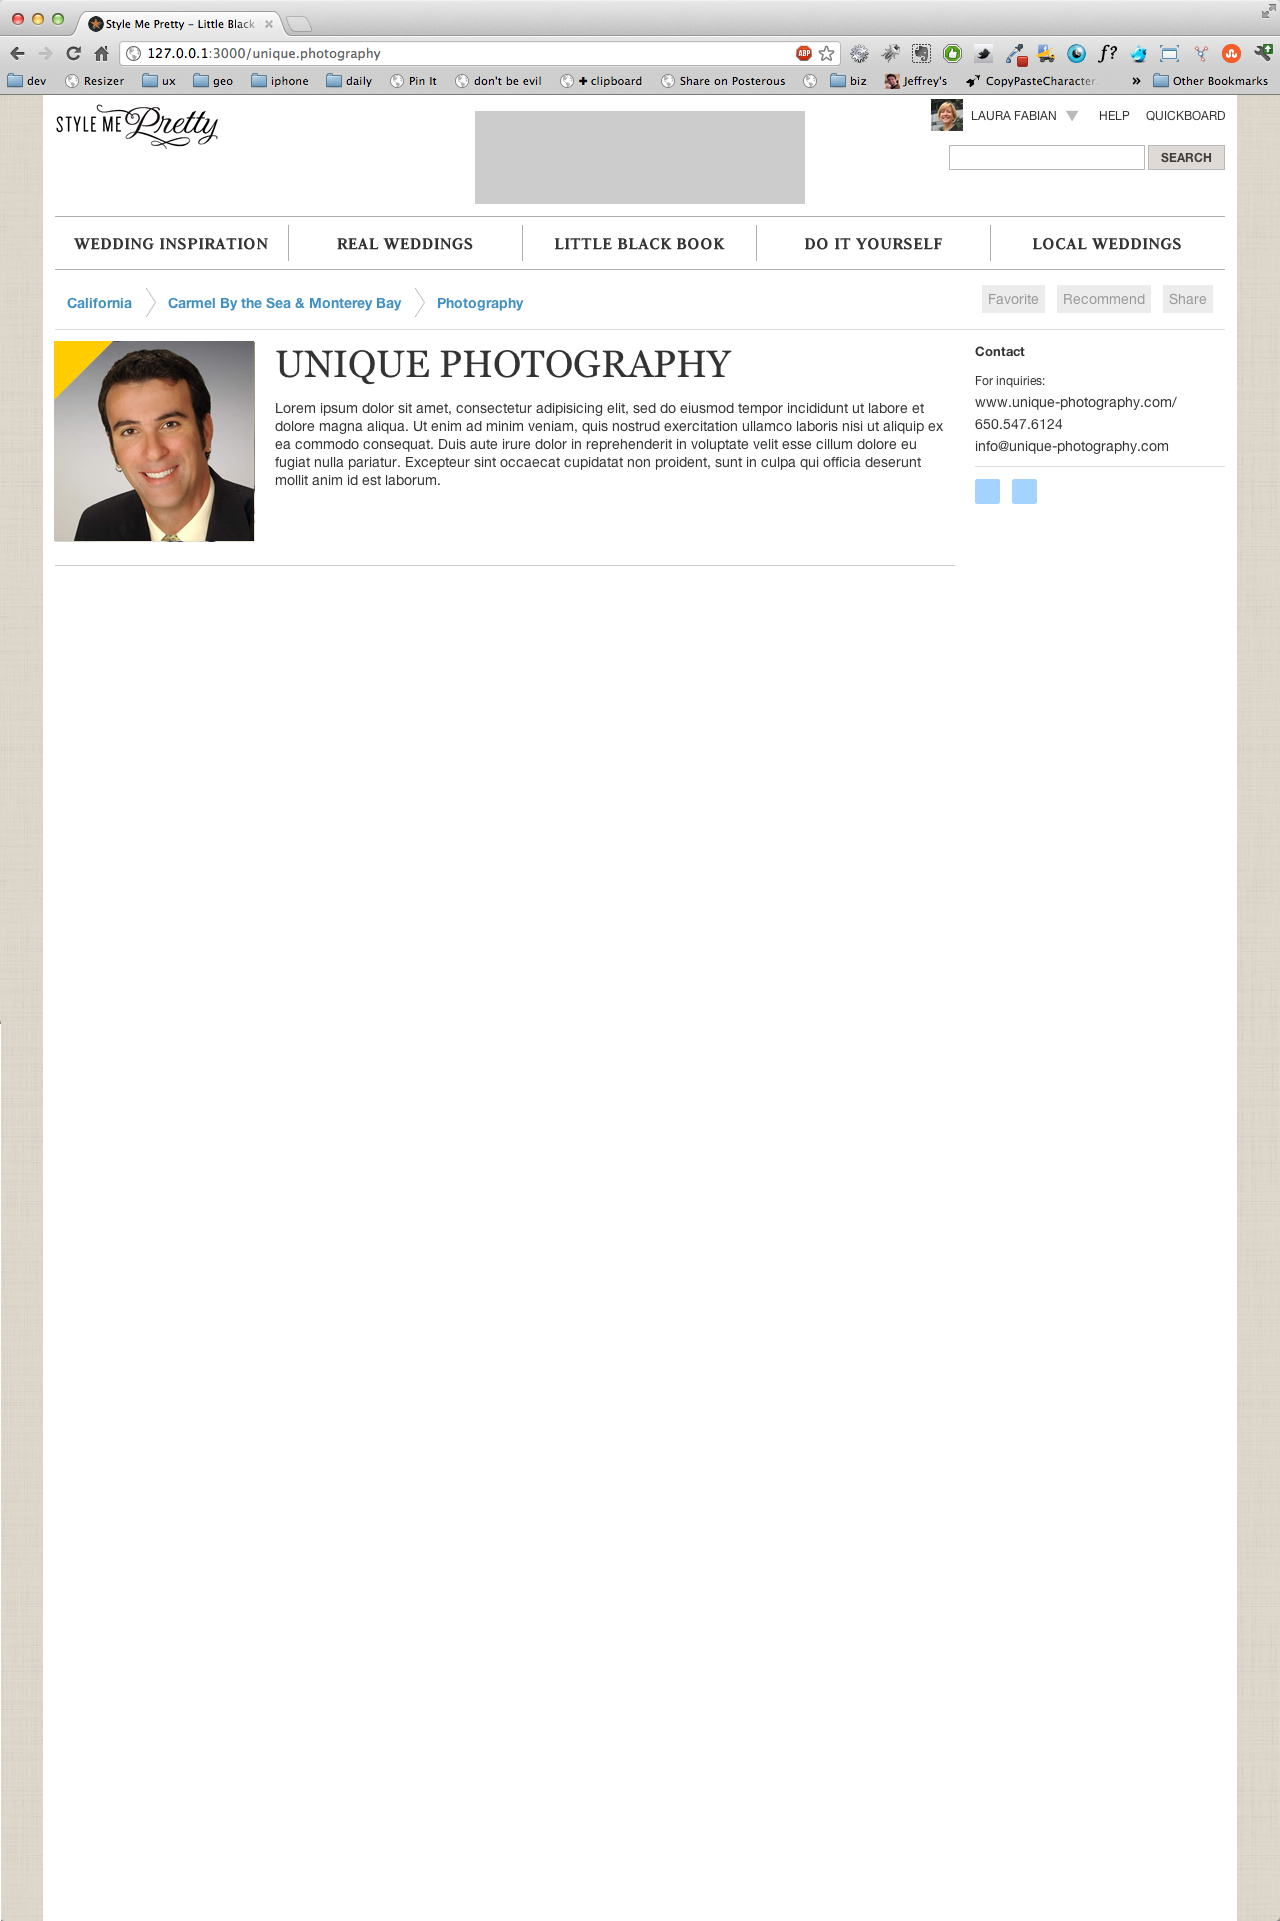 Style Me Pretty – Little Black
127.0.0.1:3000/unique.photography
ABP
f?
dev
Resizer
ux
geo
iphone
daily
Pin It
don't be evil
+ clipboard
Share on Posterous
biz
Jeffrey's
CopyPasteCharacter
»
Other Bookmarks
STYLE ME Pretty
LAURA FABIAN
HELP
QUICKBOARD
SEARCH
WEDDING INSPIRATION
REAL WEDDINGS
LITTLE BLACK BOOK
DO IT YOURSELF
LOCAL WEDDINGS
California
Carmel By the Sea & Monterey Bay
Photography
Favorite
Recommend
Share
UNIQUE PHOTOGRAPHY
Lorem ipsum dolor sit amet, consectetur adipisicing elit, sed do eiusmod tempor incididunt ut labore et
dolore magna aliqua. Ut enim ad minim veniam, quis nostrud exercitation ullamco laboris nisi ut aliquip ex
ea commodo consequat. Duis aute irure dolor in reprehenderit in voluptate velit esse cillum dolore eu
fugiat nulla pariatur. Excepteur sint occaecat cupidatat non proident, sunt in culpa qui officia deserunt
mollit anim id est laborum.
Contact
For inquiries:
www.unique-photography.com/
650.547.6124
info@unique-photography.com